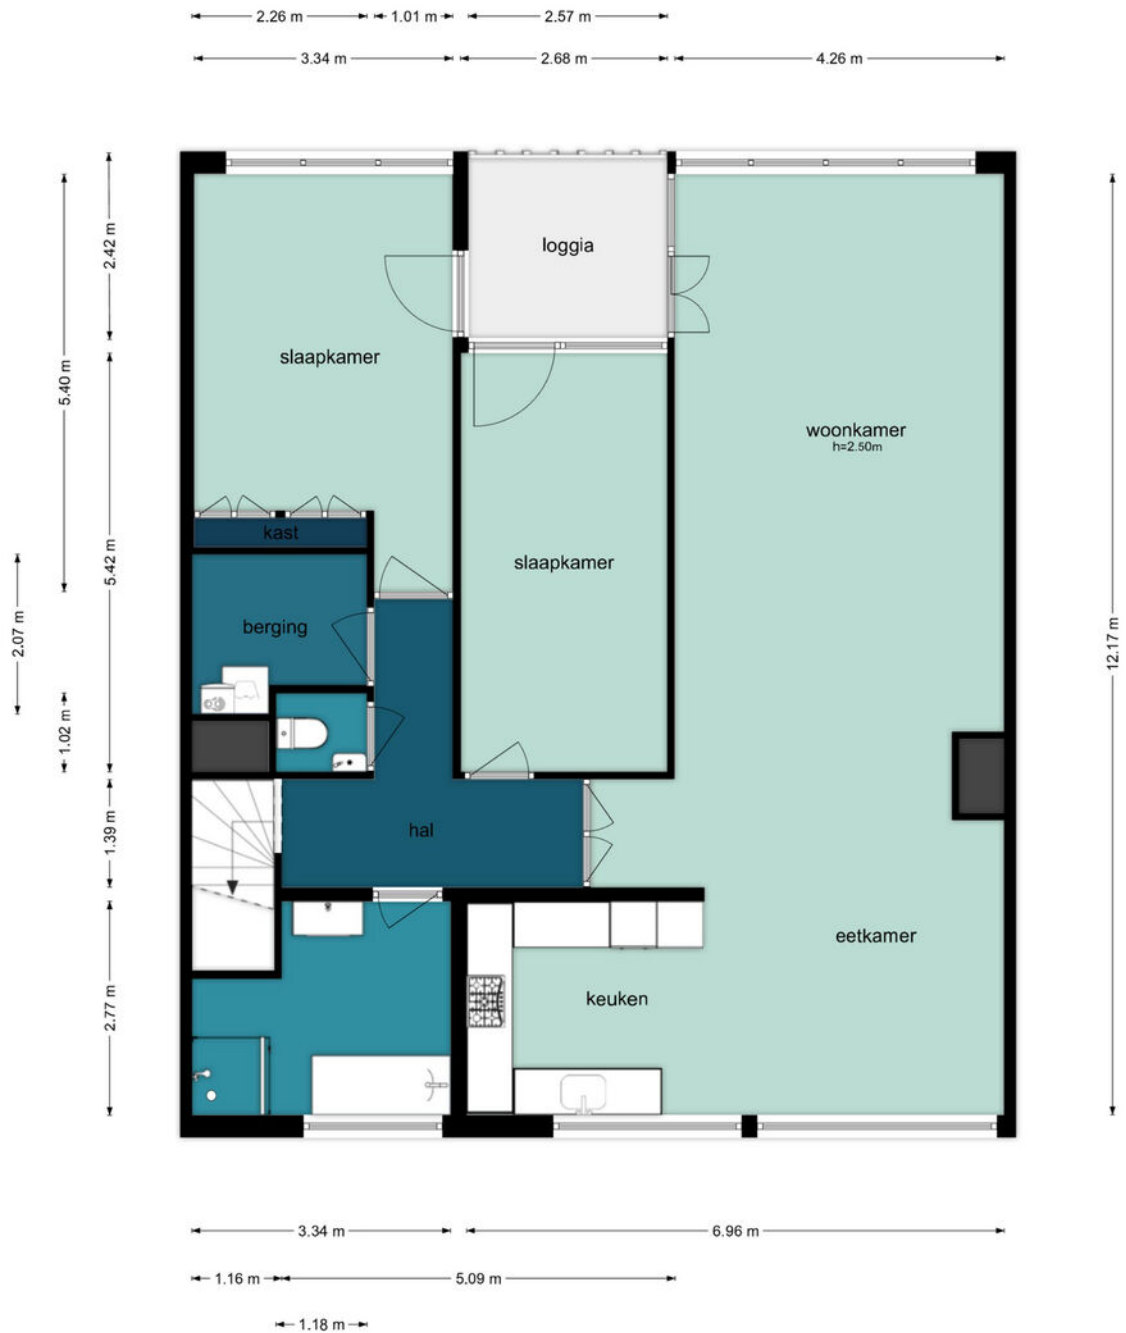 2.26 m
1.01 m
2.57 m
3.34 m
2.68 m
4.26 m
2.42 m
5.40 m
5.42 m
2.07 m
1.02 m
1.39 m
2.77 m
12.17 m
loggia
slaapkamer
woonkamer
h=2.50m
kast
slaapkamer
berging
hal
eetkamer
keuken
3.34 m
6.96 m
1.16 m
5.09 m
1.18 m